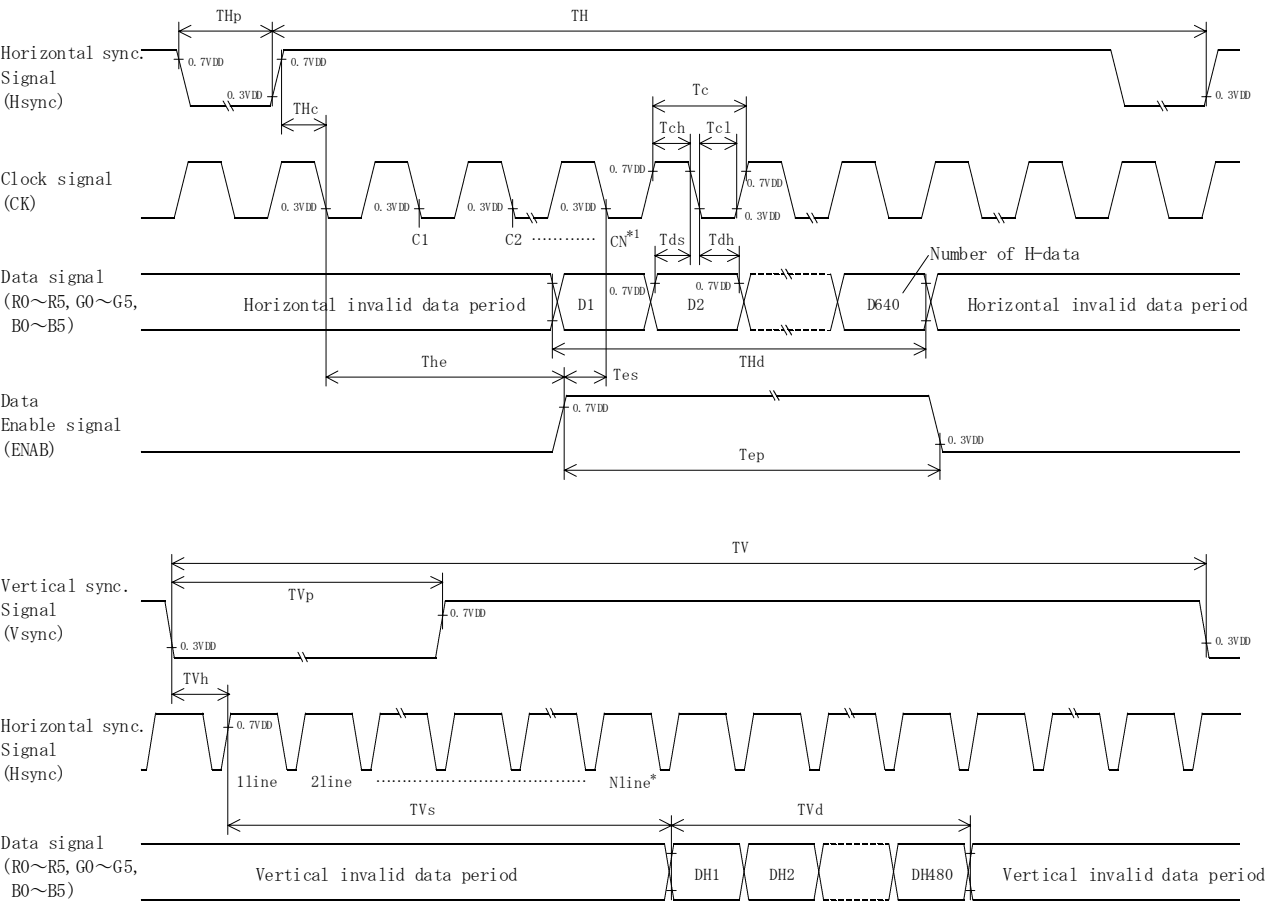 THp
TH
Horizontal sync.
Signal
(Hsync)
0.7VDD
0.7VDD
0.3VDD
0.3VDD
THc
Tc
Tch
Tcl
Clock signal
(CK)
0.7VDD
0.7VDD
0.3VDD
0.3VDD
0.3VDD
0.3VDD
0.3VDD
C1
C2 ………… CN*1
Tds
Tdh
Number of H-data
Data signal
(R0～R5,G0～G5,
B0～B5)
Horizontal invalid data period
D1
0.7VDD
D2
0.7VDD
D640
Horizontal invalid data period
The
Tes
THd
Data
Enable signal
(ENAB)
0.7VDD
0.3VDD
Tep
TV
Vertical sync.
Signal
(Vsync)
TVp
0.7VDD
0.3VDD
0.3VDD
TVh
Horizontal sync.
Signal
(Hsync)
0.7VDD
1line
2line ………………………… Nline*
TVs
TVd
Data signal
(R0～R5,G0～G5,
B0～B5)
Vertical invalid data period
DH1
DH2
DH480
Vertical invalid data period